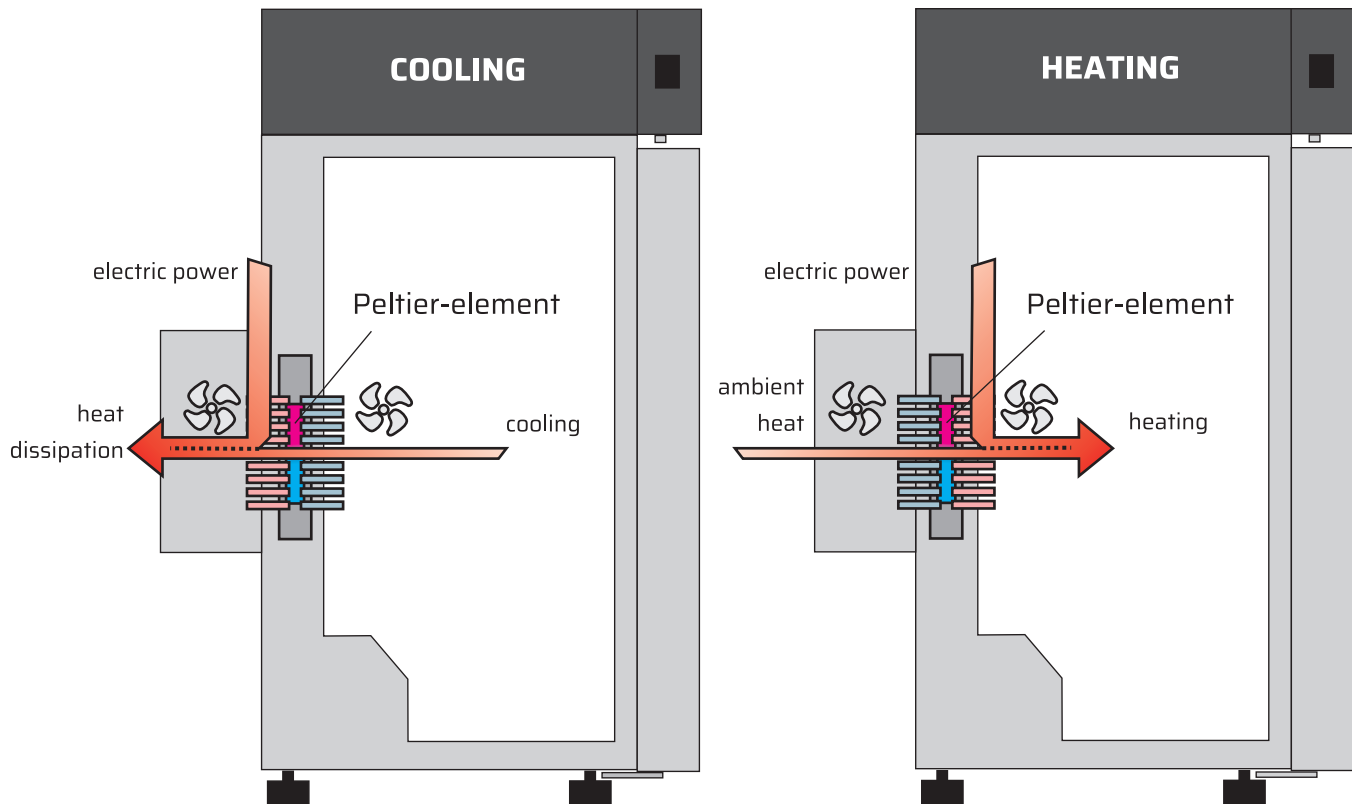 COOLING
electric power
Peltier-element
heat
dissipation
cooling
HEATING
electric power
Peltier-element
ambient
heat
heating